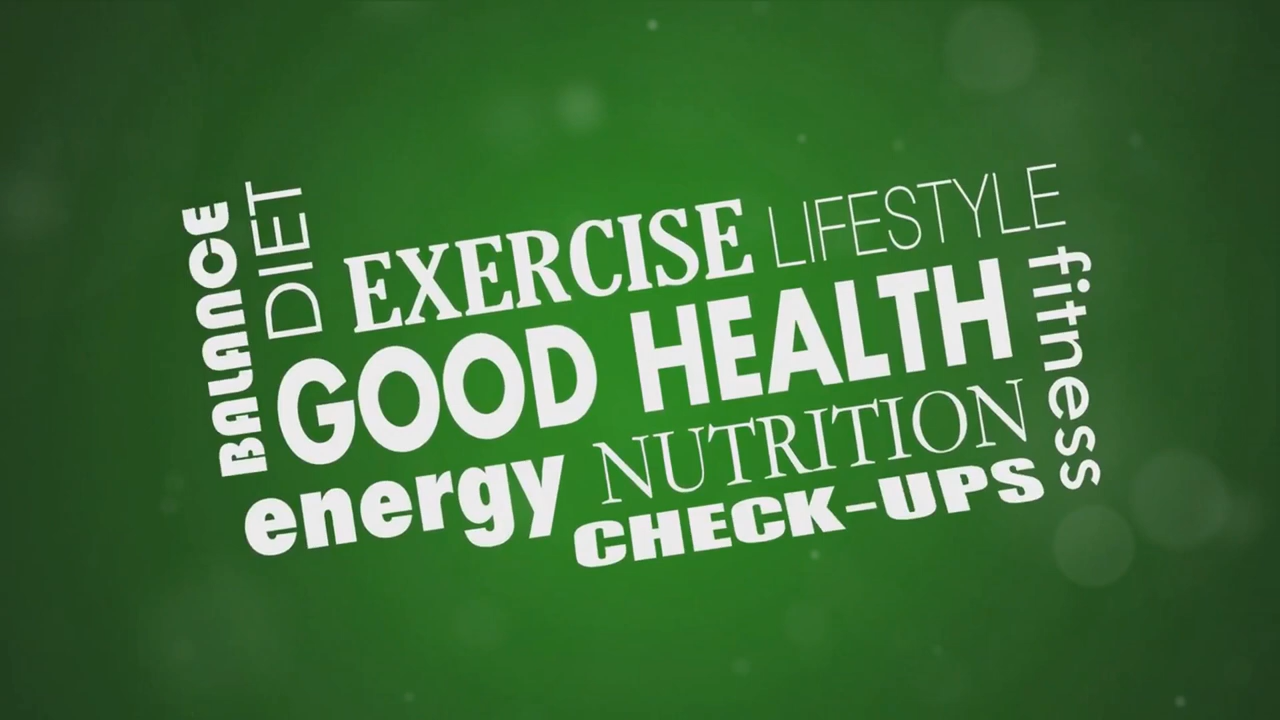 BALANCE
DIET
EXERCISE LIFESTYLE
GOOD HEALTH
fitness
energy NUTRITION
CHECK-UPS